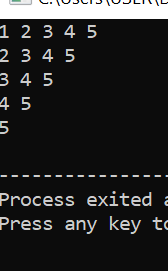 1 2 3 4 5
2 3 4 5
3 4 5
4 5
5
----------------
Process exited
Press any key